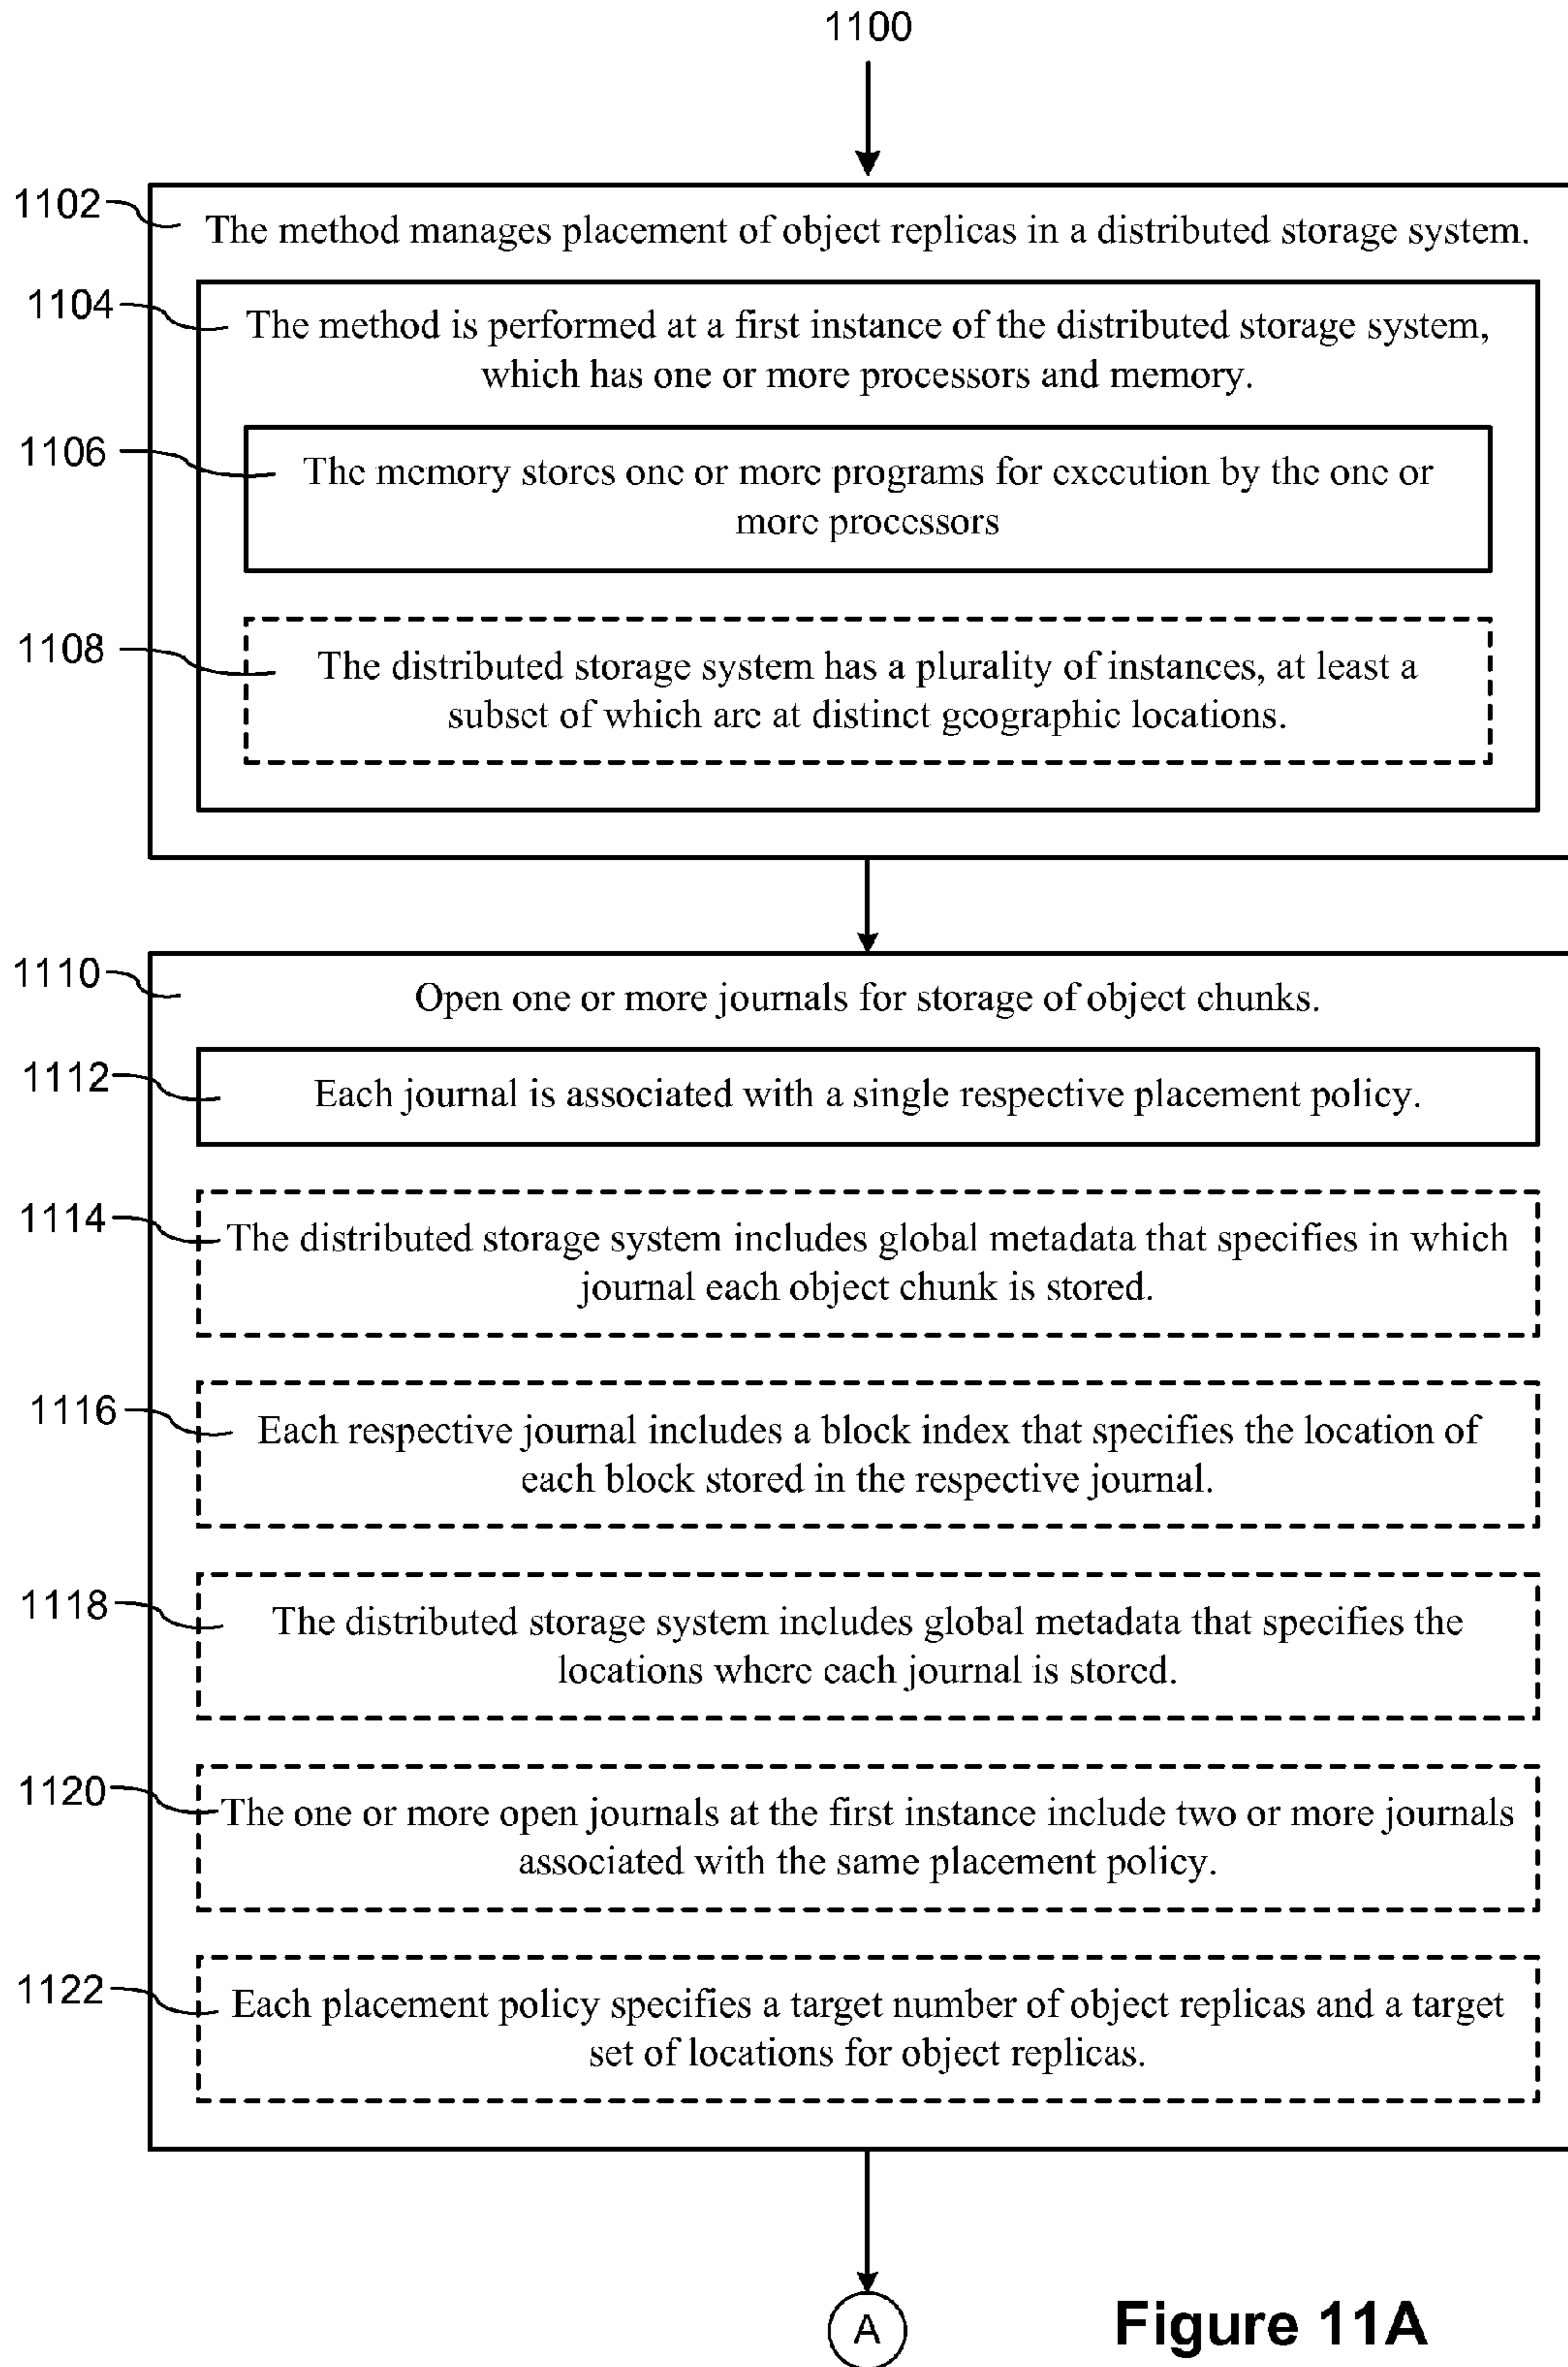 1100
1102
The method manages placement of object replicas in a distributed storage system.
1104
The method is performed at a first instance of the distributed storage system,
which has one or more processors and memory.
1106
The memory stores one or more programs for execution by the one or
more processors
1108
The distributed storage system has a plurality of instances, at least a
subset of which are at distinct geographic locations.
1110
Open one or more journals for storage of object chunks.
1112
Each journal is associated with a single respective placement policy.
1114
The distributed storage system includes global metadata that specifies in which
journal each object chunk is stored.
1116
Each respective journal includes a block index that specifies the location of
each block stored in the respective journal.
1118
The distributed storage system includes global metadata that specifies the
locations where each journal is stored.
1120
The one or more open journals at the first instance include two or more journals
associated with the same placement policy.
1122
Each placement policy specifies a target number of object replicas and a target
set of locations for object replicas.
A
Figure 11A